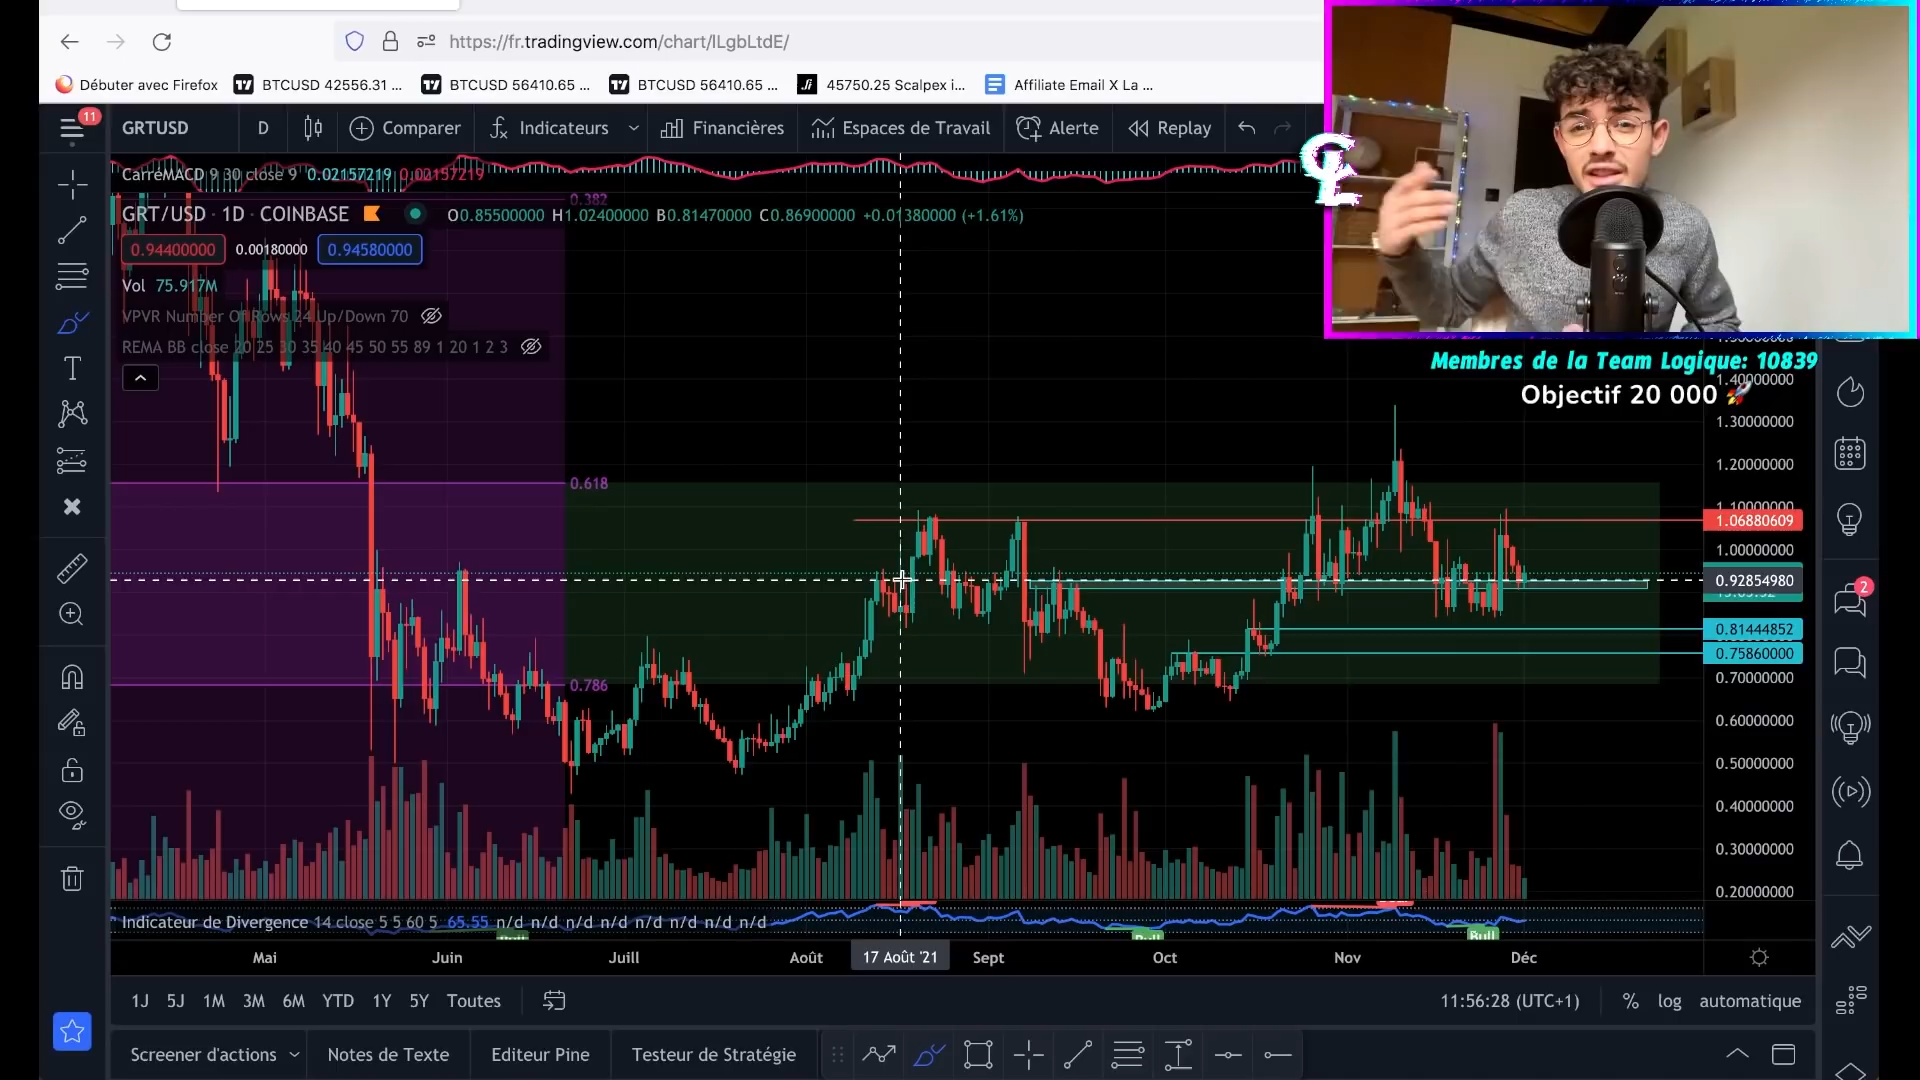 https://fr.tradingview.com/chart/lLgbLtdE/
Débuter avec Firefox
BTCUSD 42556.31 ...
BTCUSD 56410.65 ...
BTCUSD 56410.65 ...
45750.25 Scalpex i...
Affiliate Email X La ...
11
GRTUSD
D
Comparer
Indicateurs
Financières
Espaces de Travail
Alerte
Replay
CarréMACD 9 30 close 9 0.02157219 0.02157219
0.382
GRT/USD · 1D · COINBASE
O0.85500000 H1.02400000 B0.81470000 C0.86900000 +0.01380000 (+1.61%)
0.94400000
0.00180000
0.94580000
Vol 75.917M
VPVR Number Of Rows 24 Up/Down 70
REMA BB close 20 25 30 35 40 45 50 55 89 1 20 1 2 3
Membres de la Team Logique: 10839
Objectif 20 000 🚀
1.40000000
1.30000000
1.20000000
0.618
1.10000000
1.06880609
1.00000000
0.92854980
2
0.81444852
0.75860000
0.786
0.70000000
0.60000000
0.50000000
0.40000000
0.30000000
0.20000000
Indicateur de Divergence 14 close 5 5 60 5 65.55 n/d n/d n/d n/d n/d n/d n/d n/d
Bull
Bull
Mai
Juin
Juill
Août
17 Août '21
Sept
Oct
Nov
Déc
1J
5J
1M
3M
6M
YTD
1Y
5Y
Toutes
11:56:28 (UTC+1)
%
log
automatique
Screener d'actions
Notes de Texte
Editeur Pine
Testeur de Stratégie